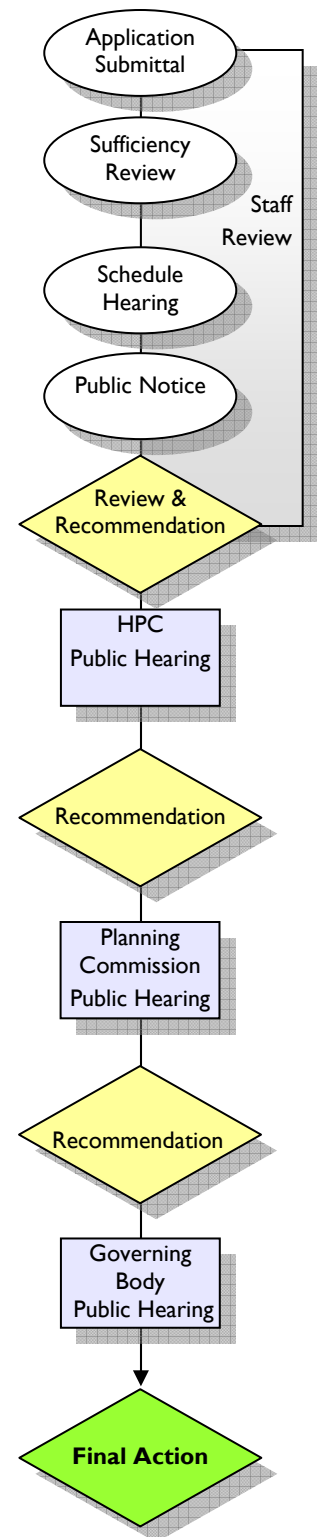 Application
Submittal
Sufficiency
Review
Staff
Review
Schedule
Hearing
Public Notice
Review &
Recommendation
HPC
Public Hearing
Recommendation
Planning
Commission
Public Hearing
Recommendation
Governing
Body
Public Hearing
Final Action